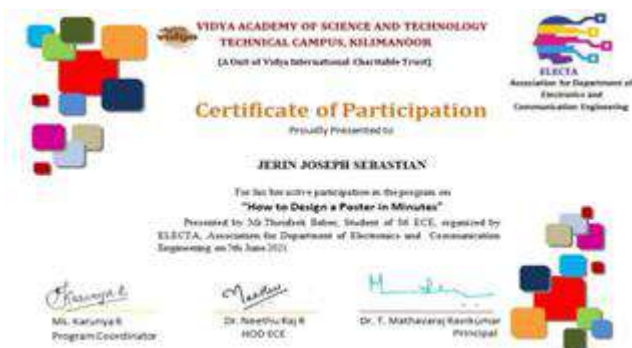 vidya
VIDYA ACADEMY OF SCIENCE AND TECHNOLOGY
TECHNICAL CAMPUS, KILIMANOOR
(A Unit of Vidya International Charitable Trust)
ELECTA
Association for Department of
Electronics and
Communication Engineering
Certificate of Participation
Proudly Presented to
JERIN JOSEPH SEBASTIAN
For his/her active participation in the program on
"How to Design a Poster in Minutes"
Presented by Mr. Baber, Student of S6 ECE, organized by
ELECTA, Association for Department of Electronics and Communication
Engineering on 7th June 2021
Karunya R
Neethu
Ms. Karunya R
Program Coordinator
Dr. Neethu Raj R
HOD ECE
Dr. T. Mathavaraj Ravikumar
Principal